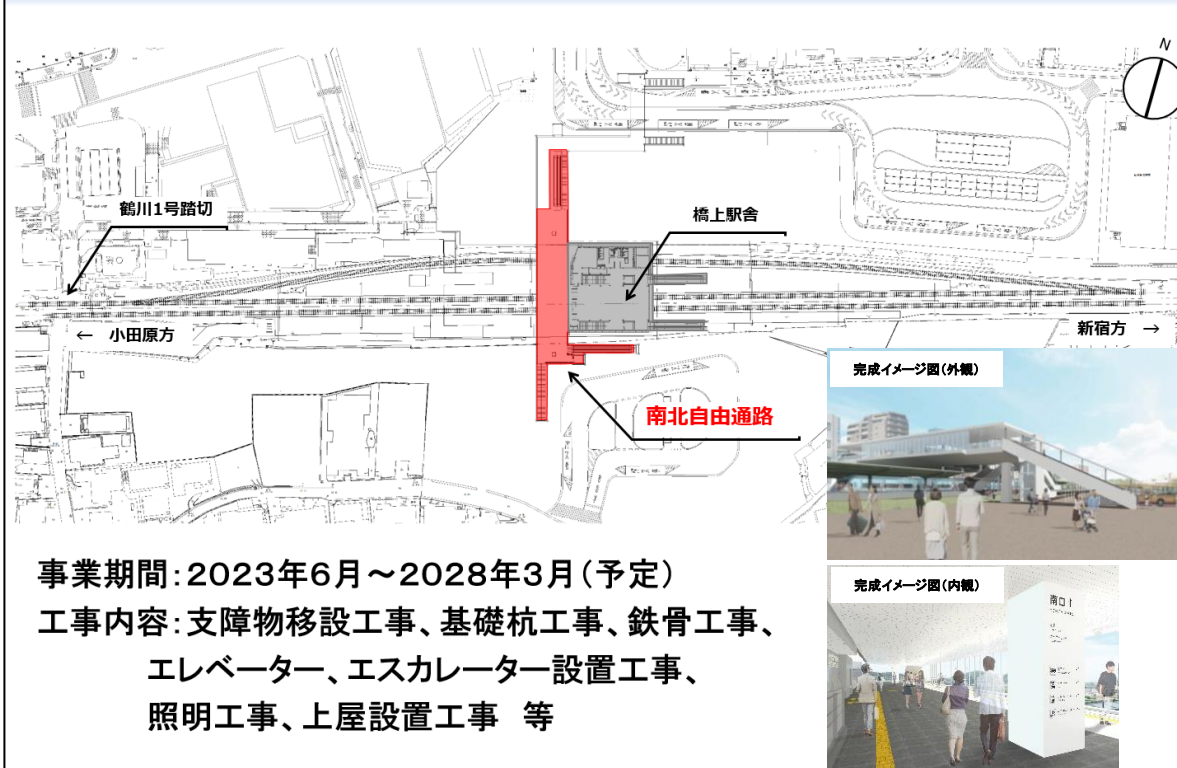 N
鶴川1号踏切
橋上駅舎
← 小田原方
新宿方 →
南北自由通路
完成イメージ図(外観)
完成イメージ図(内観)
南口
事業期間:2023年6月~2028年3月(予定)
工事内容:支障物移設工事、基礎杭工事、鉄骨工事、
エレベーター、エスカレーター設置工事、
照明工事、上屋設置工事 等